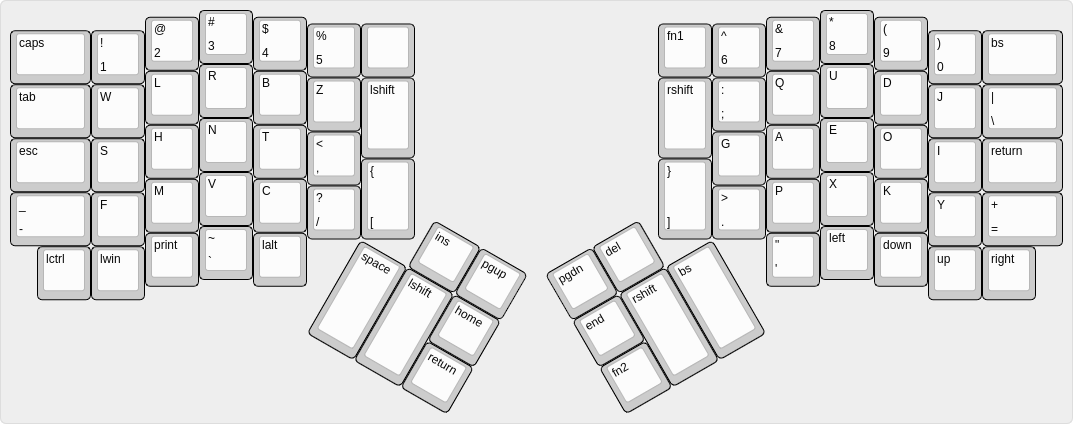 caps ! @ # $ %
1 2 3 4 5
tab W L R B Z lshift
esc S H N T < {
, [
_ F M V C ?
- /
lctrl lwin print ~ lalt
`
fn1 ^ & * ( ) bs
6 7 8 9 0
rshift : Q U D J |
; \
} G A E O I return
]
> P X K Y +
. =
" left down up right
,
ins pgup
space lshift home
return
del pgdn
bs rshift end
fn2